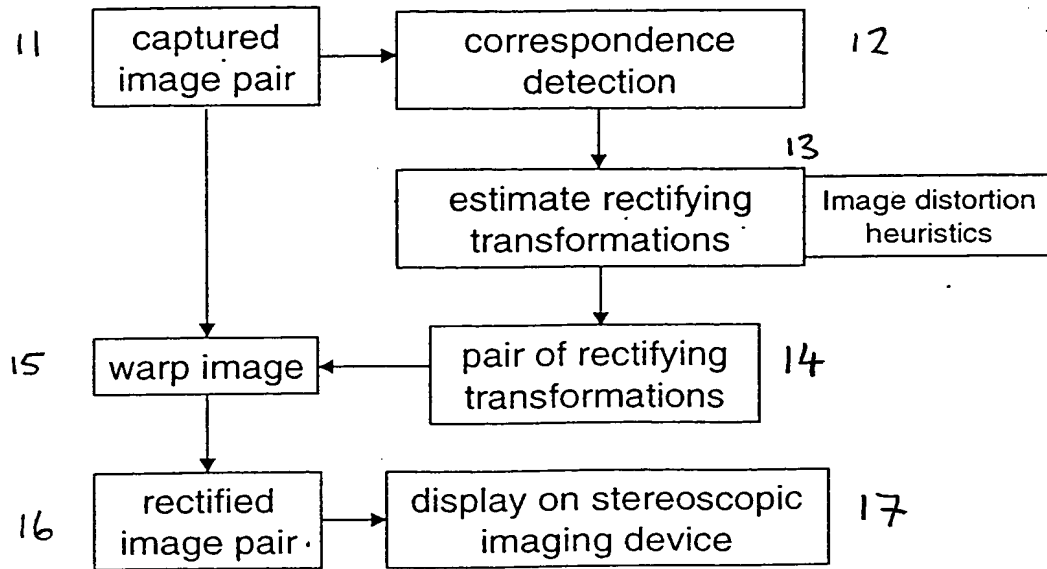 11
captured
image pair
correspondence
detection
12
13
estimate rectifying
transformations
Image distortion
heuristics
15
warp image
pair of rectifying
transformations
14
16
rectified
image pair
display on stereoscopic
imaging device
17